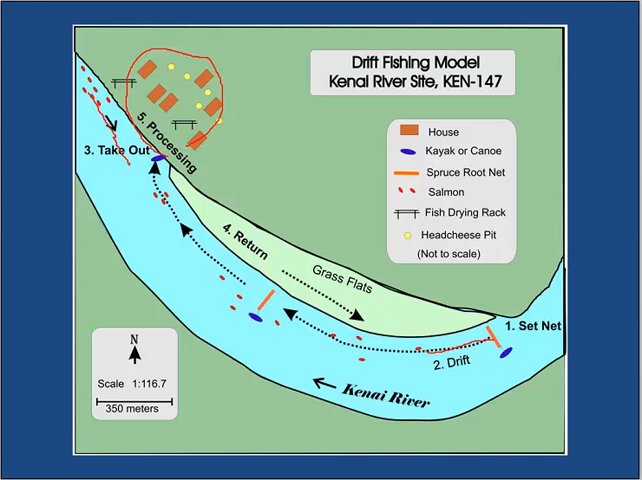 Drift Fishing Model
Kenai River Site, KEN-147
House
Kayak or Canoe
Spruce Root Net
Salmon
Fish Drying Rack
Headcheese Pit
(Not to scale)
5. Processing
3. Take Out
4. Return
Grass Flats
1. Set Net
2. Drift
Kenai River
N
Scale 1:116.7
350 meters